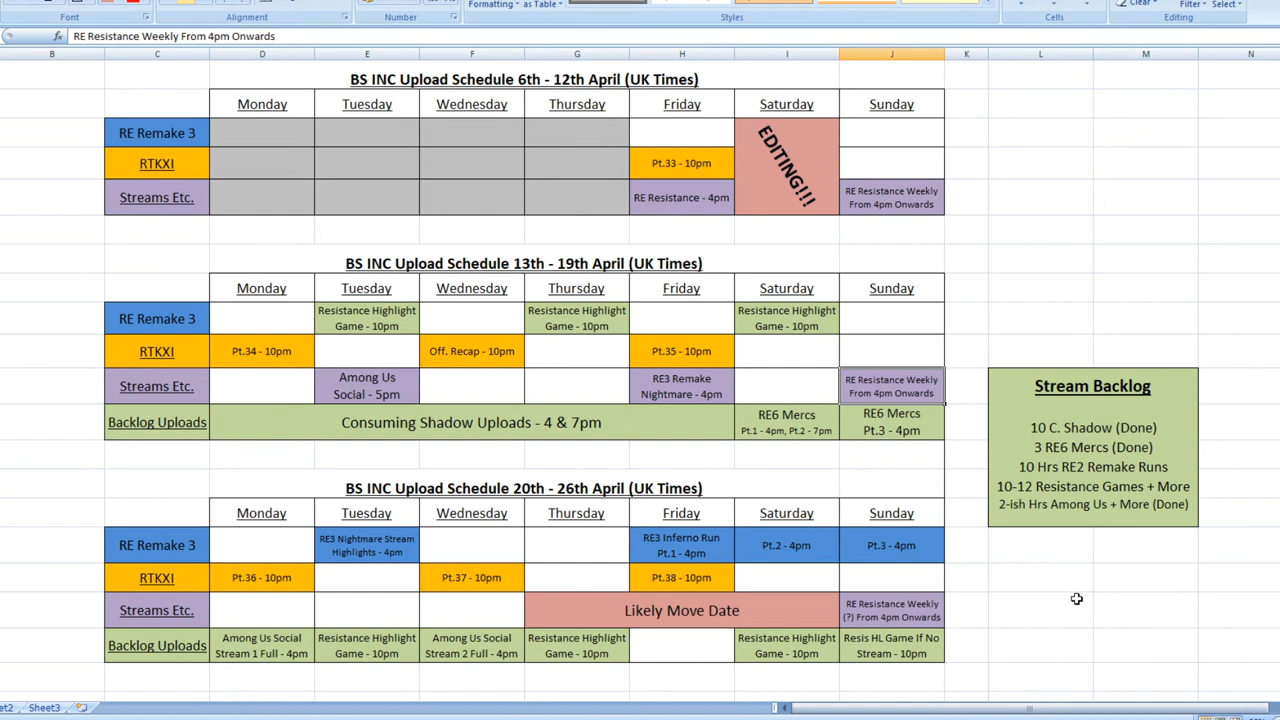 Formatting as Table
Clear
Filter Select
Font
Alignment
Number
Styles
Cells
Editing
fx RE Resistance Weekly From 4pm Onwards
B C D E F G H I J K L M N
BS INC Upload Schedule 6th - 12th April (UK Times)
Monday Tuesday Wednesday Thursday Friday Saturday Sunday
RE Remake 3
EDITING!!!
RTKXI Pt.33 - 10pm
Streams Etc. RE Resistance - 4pm
RE Resistance Weekly
From 4pm Onwards
BS INC Upload Schedule 13th - 19th April (UK Times)
Monday Tuesday Wednesday Thursday Friday Saturday Sunday
RE Remake 3
Resistance Highlight
Game - 10pm
Resistance Highlight
Game - 10pm
Resistance Highlight
Game - 10pm
RTKXI Pt.34 - 10pm Off. Recap - 10pm Pt.35 - 10pm
Streams Etc.
Among Us
Social - 5pm
RE3 Remake
Nightmare - 4pm
RE Resistance Weekly
From 4pm Onwards
Backlog Uploads Consuming Shadow Uploads - 4 & 7pm
RE6 Mercs
Pt.1 - 4pm, Pt.2 - 7pm
RE6 Mercs
Pt.3 - 4pm
Stream Backlog
10 C. Shadow (Done)
3 RE6 Mercs (Done)
10 Hrs RE2 Remake Runs
10-12 Resistance Games + More
2-ish Hrs Among Us + More (Done)
BS INC Upload Schedule 20th - 26th April (UK Times)
Monday Tuesday Wednesday Thursday Friday Saturday Sunday
RE Remake 3
RE3 Nightmare Stream
Highlights - 4pm
RE3 Inferno Run
Pt.1 - 4pm
Pt.2 - 4pm
Pt.3 - 4pm
RTKXI Pt.36 - 10pm Pt.37 - 10pm Pt.38 - 10pm
Streams Etc. Likely Move Date
RE Resistance Weekly
(?) From 4pm Onwards
Backlog Uploads
Among Us Social
Stream 1 Full - 4pm
Resistance Highlight
Game - 10pm
Among Us Social
Stream 2 Full - 4pm
Resistance Highlight
Game - 10pm
Resistance Highlight
Game - 10pm
Resis HL Game If No
Stream - 10pm
et2 Sheet3